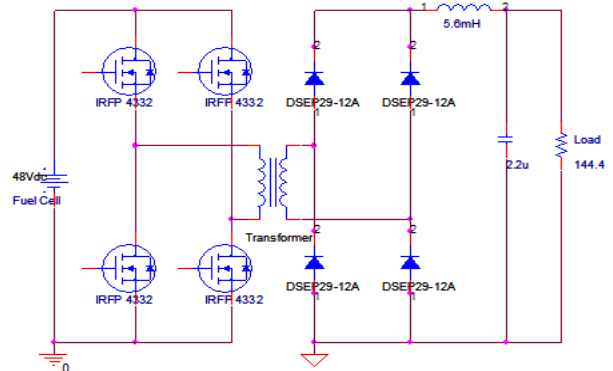 1 2
5.6mH
2 2
IRFP 4332 IRFP 4332 DSEP29-12A DSEP29-12A
1 1
48Vdc
Fuel Cell
Load
2.2u 144.4
Transformer
2 2
IRFP 4332 IRFP 4332 DSEP29-12A DSEP29-12A
1 1
0